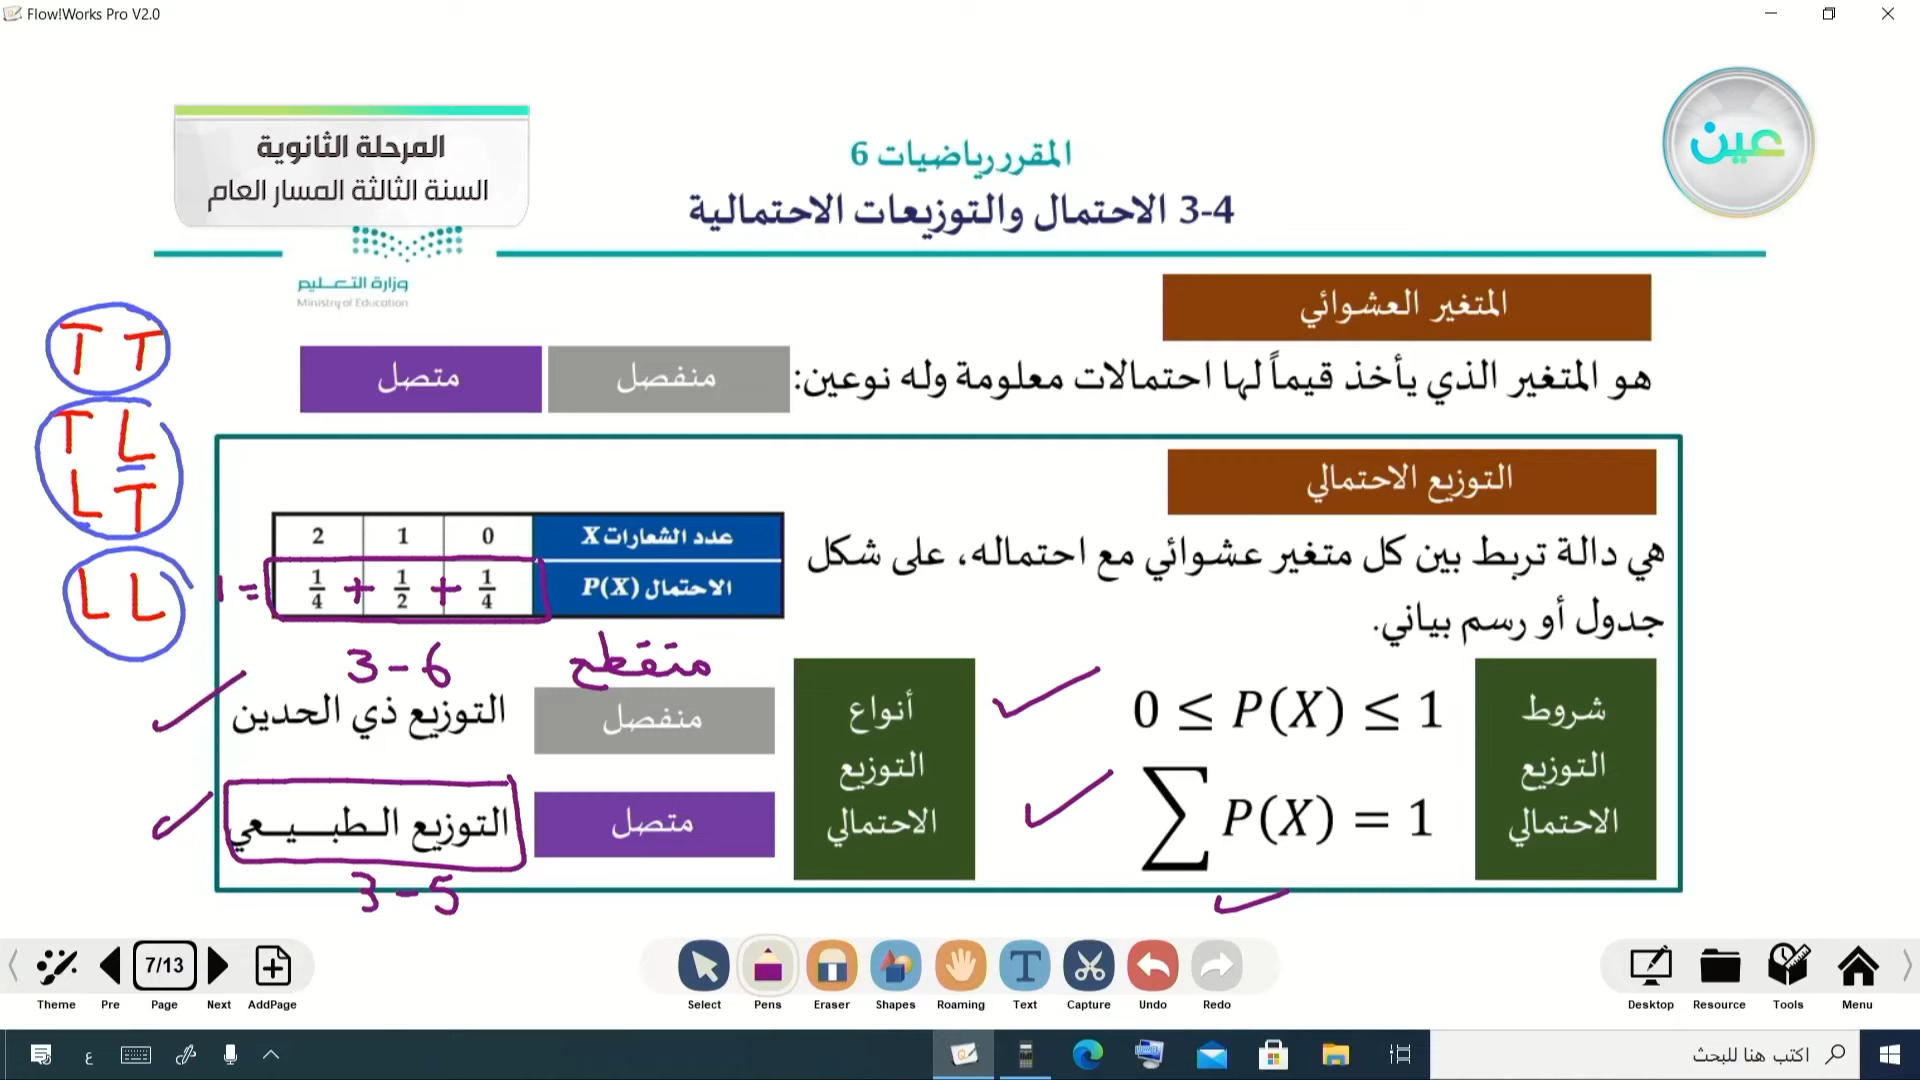 Flow!Works Pro V2.0
عين
المرحلة الثانوية
السنة الثالثة المسار العام
المقرر رياضيات 6
3-4 الاحتمال والتوزيعات الاحتمالية
وزارة التعليم
Ministry of Education
المتغير العشوائي
هو المتغير الذي يأخذ قيماً لها احتمالات معلومة وله نوعين:
منفصل
متصل
T T
T L
L T
L L
التوزيع الاحتمالي
هي دالة تربط بين كل متغير عشوائي مع احتماله، على شكل
جدول أو رسم بياني.
عدد الشعارات X 0 1 2
الاحتمال P(X) 1/4 + 1/2 + 1/4 = 1
شروط
التوزيع
الاحتمالي
0 ≤ P(X) ≤ 1
∑ P(X) = 1
أنواع
التوزيع
الاحتمالي
متقطع
منفصل
3-6
التوزيع ذي الحدين
متصل
التوزيع الـطبـــيـــعي
3-5
Theme
Pre
7/13
Page
Next
AddPage
Select
Pens
Eraser
Shapes
Roaming
T
Text
Capture
Undo
Redo
Desktop
Resource
Tools
Menu
ع
اكتب هنا للبحث